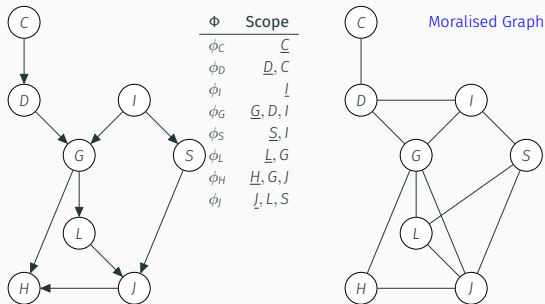 C
D
I
G
S
L
H
J
Φ Scope
ϕC C
ϕD D, C
ϕI I
ϕG G, D, I
ϕS S, I
ϕL L, G
ϕH H, G, J
ϕJ J, L, S
Moralised Graph
C
D
I
G
S
L
H
J